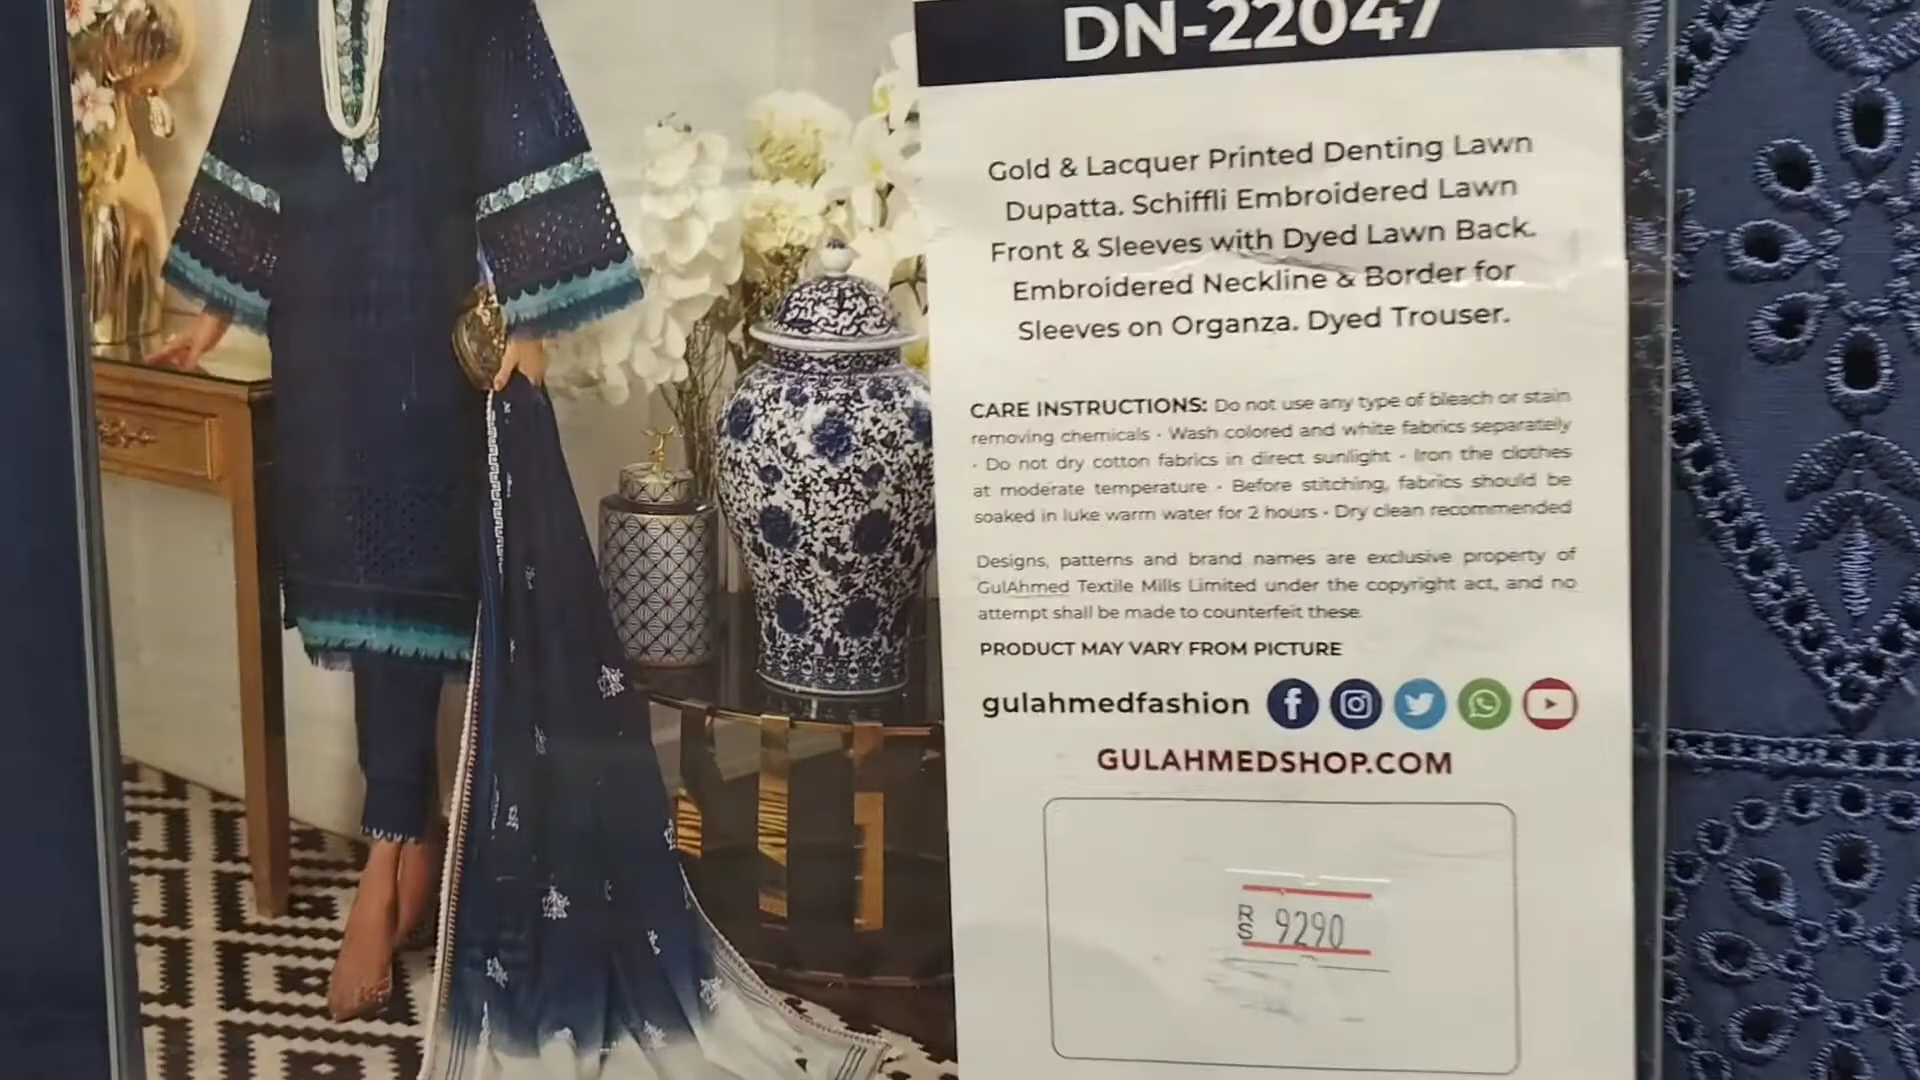 DN-22047
Gold & Lacquer Printed Denting Lawn
Dupatta. Schiffli Embroidered Lawn
Front & Sleeves with Dyed Lawn Back.
Embroidered Neckline & Border for
Sleeves on Organza. Dyed Trouser.
CARE INSTRUCTIONS: Do not use any type of bleach or stain
removing chemicals • Wash colored and white fabrics separately
• Do not dry cotton fabrics in direct sunlight • Iron the clothes
at moderate temperature • Before stitching, fabrics should be
soaked in luke warm water for 2 hours • Dry clean recommended
Designs, patterns and brand names are exclusive property of
GulAhmed Textile Mills Limited under the copyright act, and no
attempt shall be made to counterfeit these.
PRODUCT MAY VARY FROM PICTURE
gulahmedfashion
GULAHMEDSHOP.COM
RS 9290